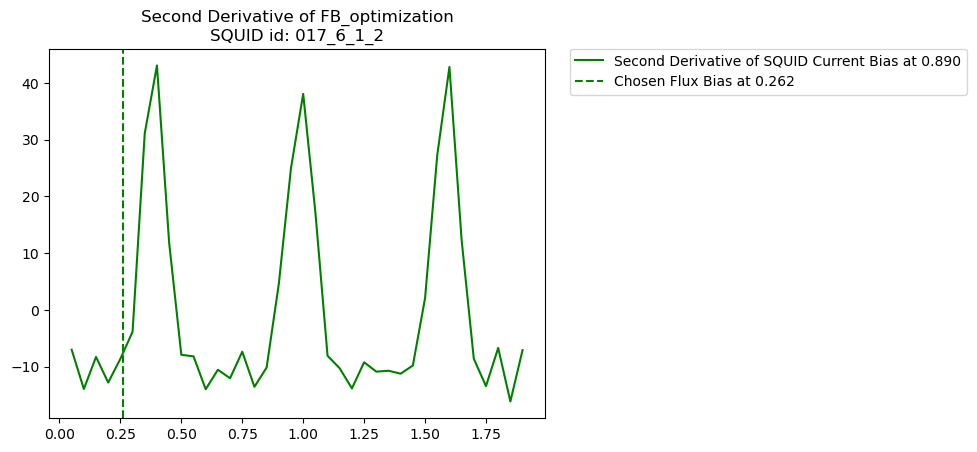 Second Derivative of FB_optimization
SQUID id: 017_6_1_2
Second Derivative of SQUID Current Bias at 0.890
Chosen Flux Bias at 0.262
40
30
20
10
0
−10
0.00 0.25 0.50 0.75 1.00 1.25 1.50 1.75